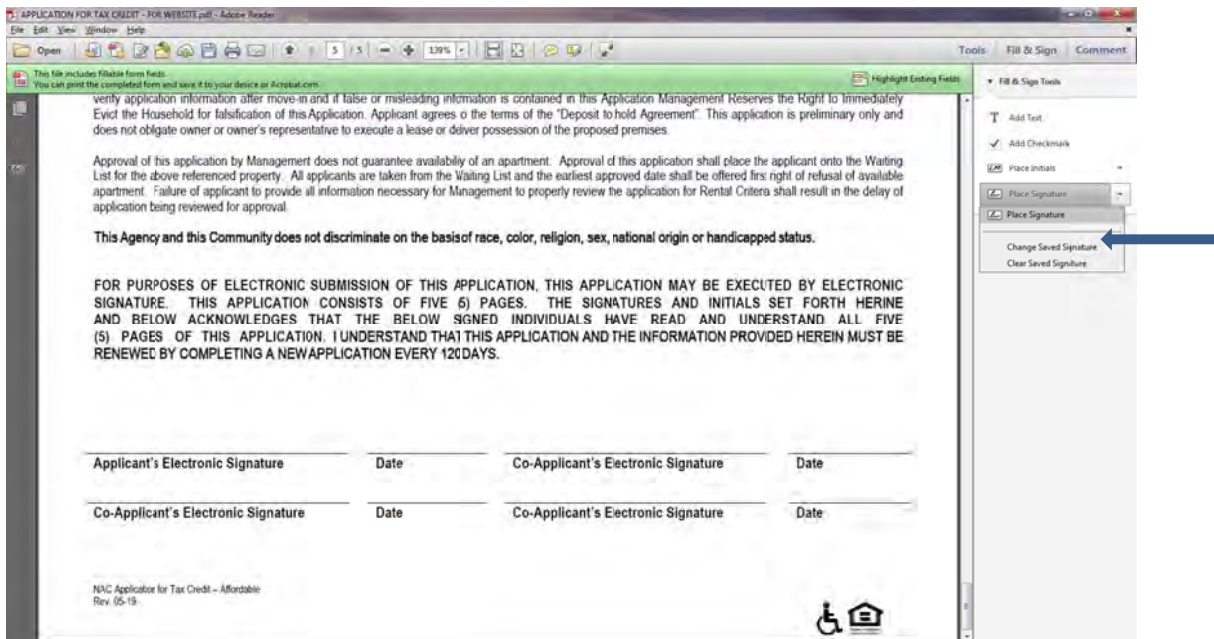 APPLICATION FOR TAX CREDIT - FOR WEBSITE.pdf - Adobe Reader
File Edit View Window Help
Open 5 / 5 139% Tools Fill & Sign Comment
This file includes fillable form fields.
You can print the completed form and save it to your device or Acrobat.com.
Highlight Existing Fields
verify application information after move-in and if false or misleading information is contained in this Application Management Reserves the Right to Immediately
Evict the Household for falsification of this Application. Applicant agrees o the terms of the "Deposit to hold Agreement". This application is preliminary only and
does not obligate owner or owner's representative to execute a lease or deliver possession of the proposed premises.
Approval of his application by Management does not guarantee availabiliy of an apartment. Approval of this application shall place the applicant onto the Waiting
List for the above referenced property. All applicants are taken from the Waiting List and the earliest approved date shall be offered firs right of refusal of available
apartment. Failure of applicant to provide all information necessary for Management to properly review the application for Rental Critera shall result in the delay of
application being reviewed for approval.
This Agency and this Community does not discriminate on the basis of race, color, religion, sex, national origin or handicapped status.
FOR PURPOSES OF ELECTRONIC SUBMISSION OF THIS APPLICATION, THIS APPLICATION MAY BE EXECUTED BY ELECTRONIC
SIGNATURE. THIS APPLICATION CONSISTS OF FIVE 5) PAGES. THE SIGNATURES AND INITIALS SET FORTH HERINE
AND BELOW ACKNOWLEDGES THAT THE BELOW SIGNED INDIVIDUALS HAVE READ AND UNDERSTAND ALL FIVE
(5) PAGES OF THIS APPLICATION. I UNDERSTAND THAT THIS APPLICATION AND THE INFORMATION PROVIDED HEREIN MUST BE
RENEWED BY COMPLETING A NEW APPLICATION EVERY 120 DAYS.
Applicant's Electronic Signature Date Co-Applicant's Electronic Signature Date
Co-Applicant's Electronic Signature Date Co-Applicant's Electronic Signature Date
NAC Application for Tax Credit – Affordable
Rev. 05-19
Fill & Sign Tools
Add Text
Add Checkmark
Place Initials
Place Signature
Place Signature
Change Saved Signature
Clear Saved Signature